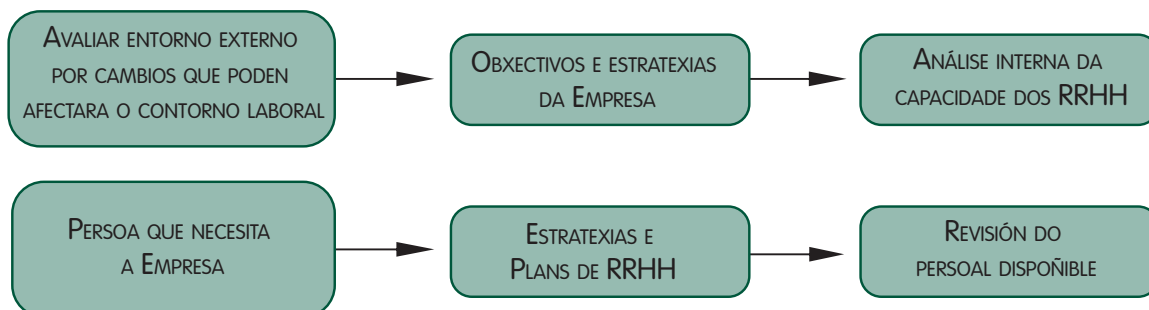 Avaliar entorno externo
por cambios que poden
afectara o contorno laboral
Obxectivos e estratexias
da Empresa
Análise interna da
capacidade dos RRHH
Persoa que necesita
a Empresa
Estratexias e
Plans de RRHH
Revisión do
persoal dispoñible